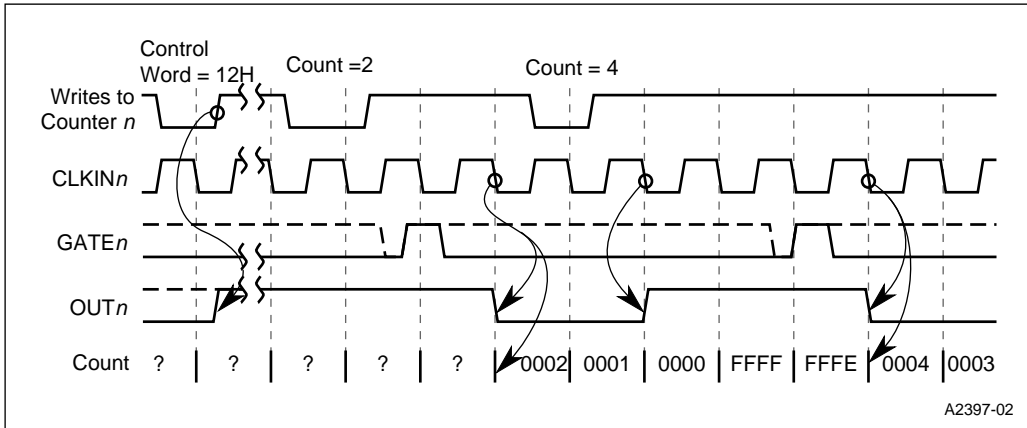 Control
Word = 12H
Count =2
Count = 4
Writes to
Counter n
CLKINn
GATEn
OUTn
Count ? ? ? ? ? 0002 0001 0000 FFFF FFFE 0004 0003
A2397-02